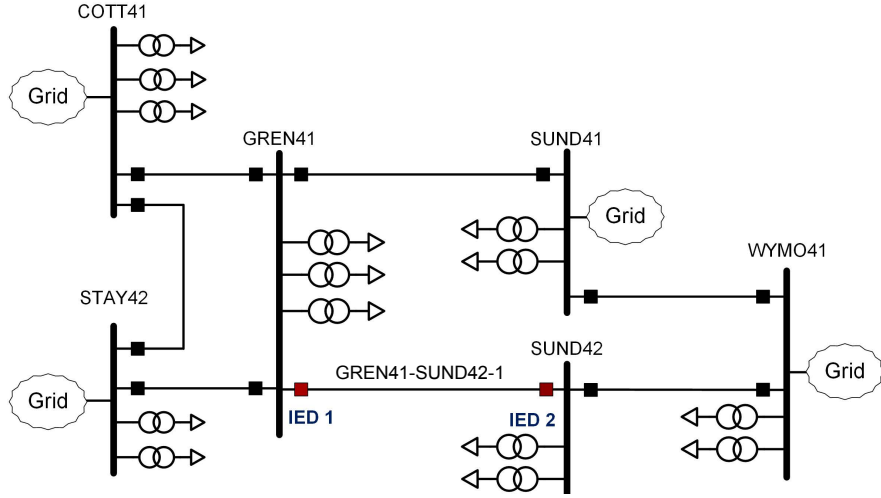 COTT41
Grid
GREN41
SUND41
Grid
WYMO41
STAY42
SUND42
Grid
GREN41-SUND42-1
Grid
IED 1
IED 2